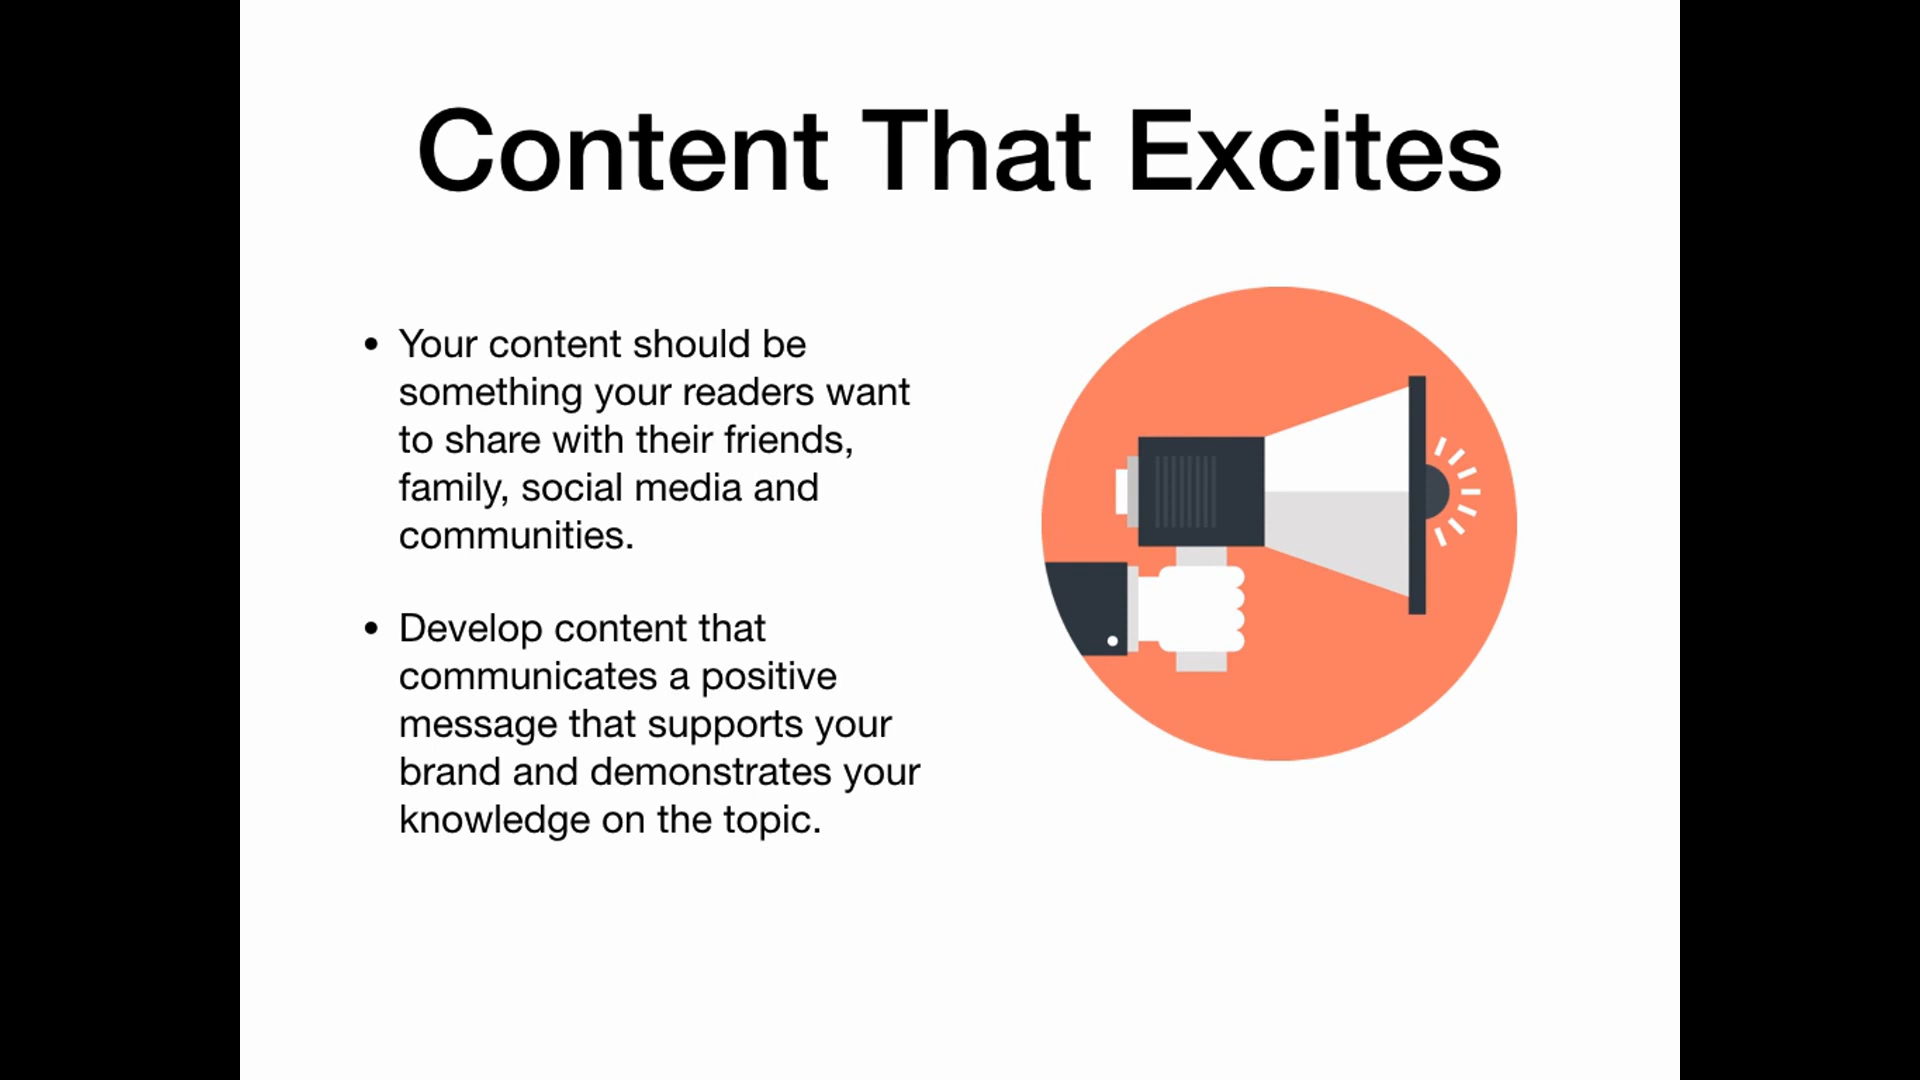 Content That Excites
• Your content should be
something your readers want
to share with their friends,
family, social media and
communities.
• Develop content that
communicates a positive
message that supports your
brand and demonstrates your
knowledge on the topic.